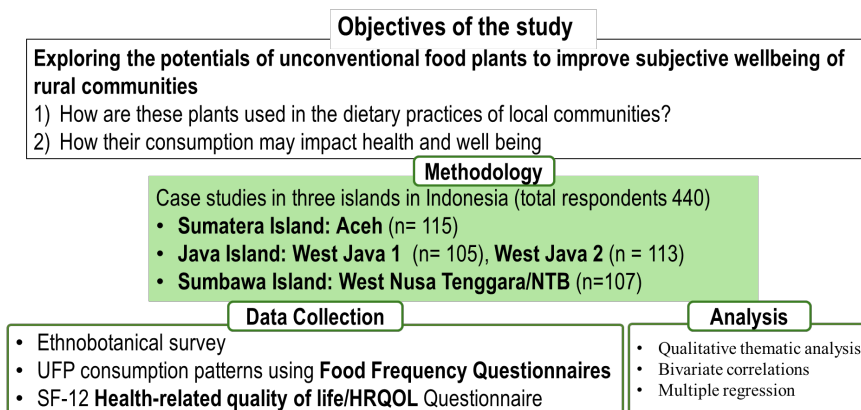 Objectives of the study
Exploring the potentials of unconventional food plants to improve subjective wellbeing of
rural communities
1) How are these plants used in the dietary practices of local communities?
2) How their consumption may impact health and well being
Methodology
Case studies in three islands in Indonesia (total respondents 440)
• Sumatera Island: Aceh (n= 115)
• Java Island: West Java 1 (n= 105), West Java 2 (n = 113)
• Sumbawa Island: West Nusa Tenggara/NTB (n=107)
Data Collection
• Ethnobotanical survey
• UFP consumption patterns using Food Frequency Questionnaires
• SF-12 Health-related quality of life/HRQOL Questionnaire
Analysis
• Qualitative thematic analysis
• Bivariate correlations
• Multiple regression